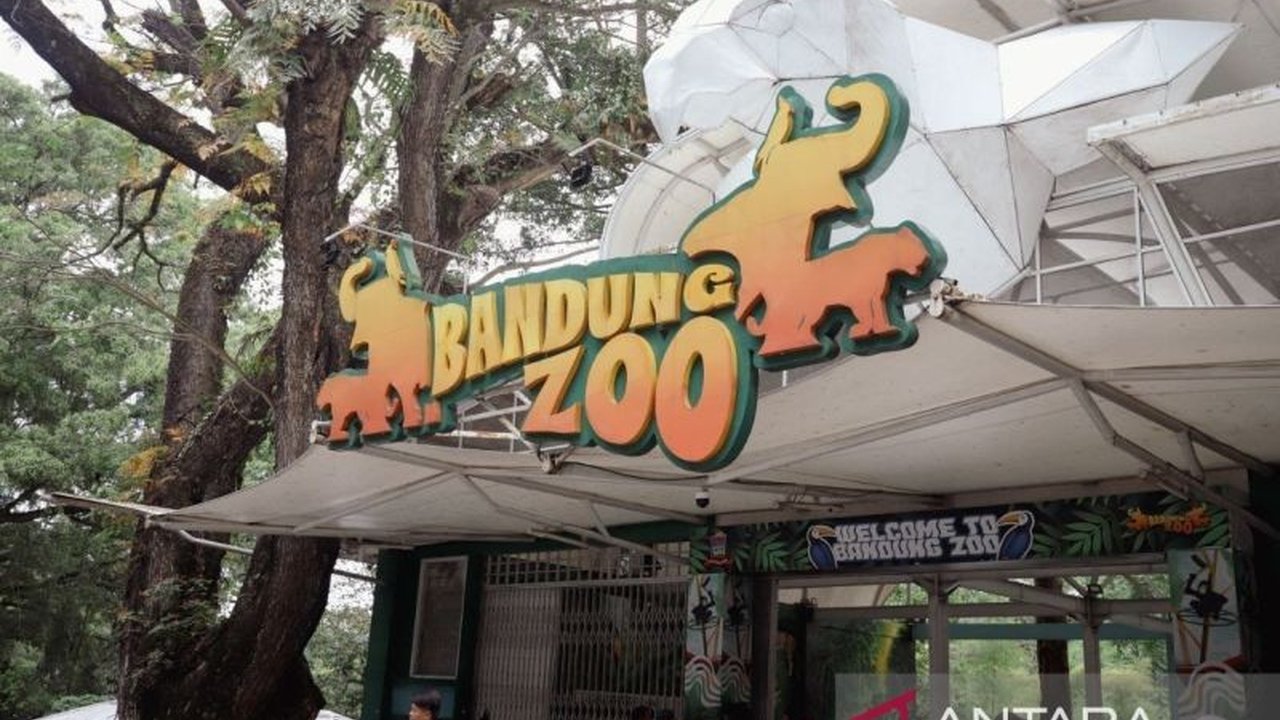 BANDUNG
ZOO
WELCOME TO
BANDUNG ZOO
ANTARA